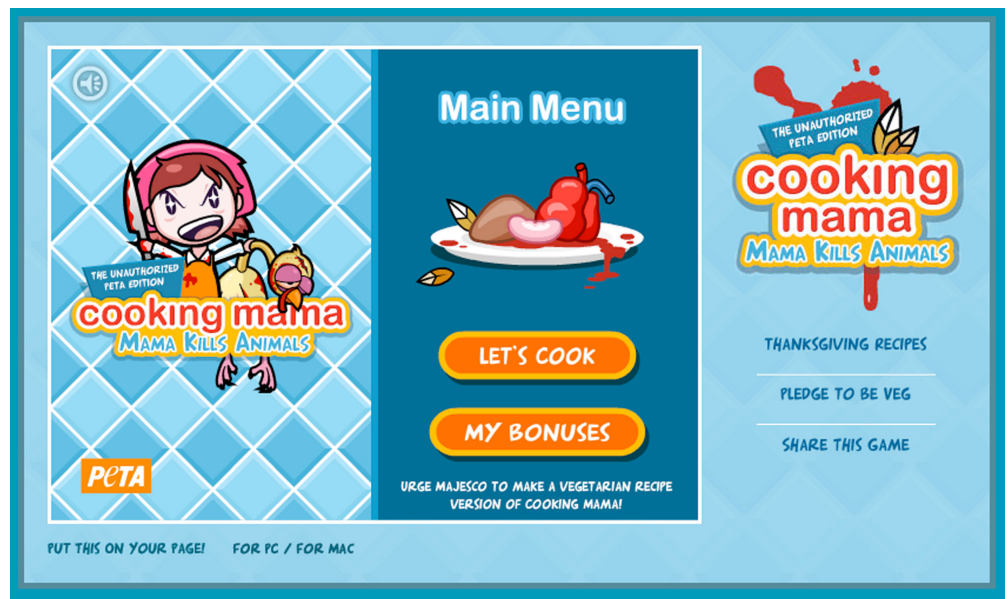 THE UNAUTHORIZED
PETA EDITION
cooking mama
MAMA KILLS ANIMALS
PETA
Main Menu
LET'S COOK
MY BONUSES
URGE MAJESCO TO MAKE A VEGETARIAN RECIPE
VERSION OF COOKING MAMA!
THE UNAUTHORIZED
PETA EDITION
cooking
mama
MAMA KILLS ANIMALS
THANKSGIVING RECIPES
PLEDGE TO BE VEG
SHARE THIS GAME
PUT THIS ON YOUR PAGE!
FOR PC / FOR MAC